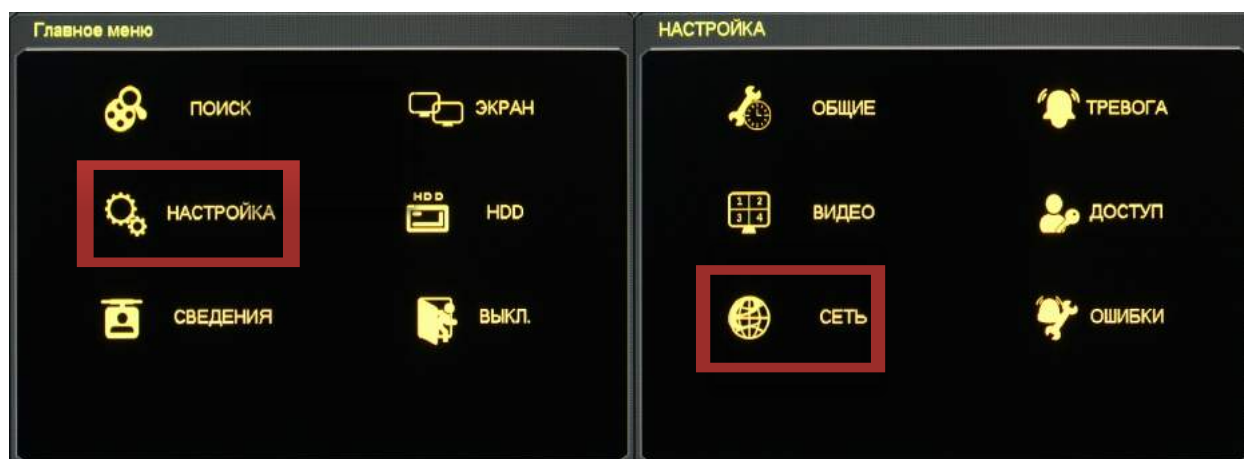 Главное меню
ПОИСК
ЭКРАН
НАСТРОЙКА
HDD
HDD
СВЕДЕНИЯ
ВЫКЛ.
НАСТРОЙКА
ОБЩИЕ
ТРЕВОГА
1 2
3 4
ВИДЕО
ДОСТУП
СЕТЬ
ОШИБКИ